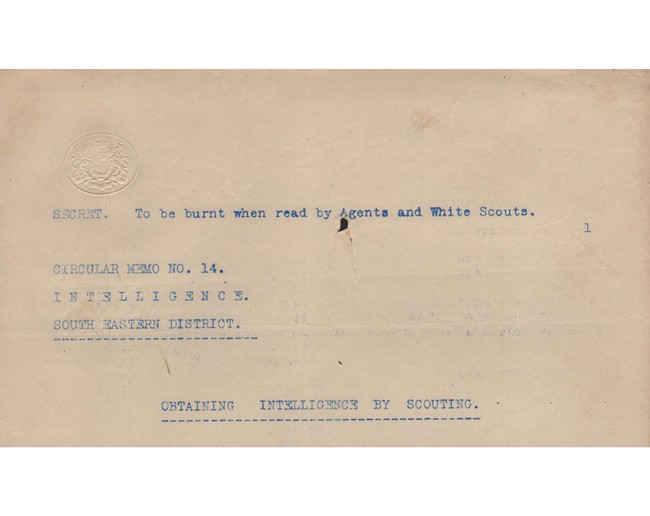 SECRET. To be burnt when read by Agents and White Scouts.
1
CIRCULAR MEMO NO. 14.
I N T E L L I G E N C E.
SOUTH EASTERN DISTRICT.
OBTAINING INTELLIGENCE BY SCOUTING.